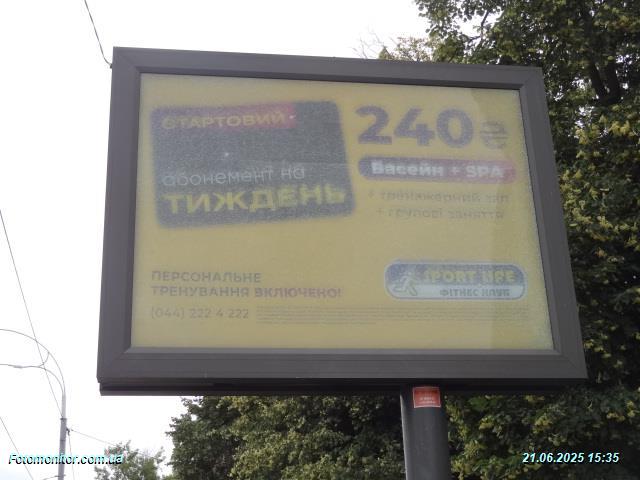 СТАРТОВИЙ
абонемент на
ТИЖДЕНЬ
240₴
Басейн + SPA
+ тренажерний зал
+ групові заняття
ПЕРСОНАЛЬНЕ
ТРЕНУВАННЯ ВКЛЮЧЕНО!
(044) 222 4 222
SPORT LIFE
ФІТНЕС КЛУБ
Fotomonitor.com.ua
21.06.2025 15:35